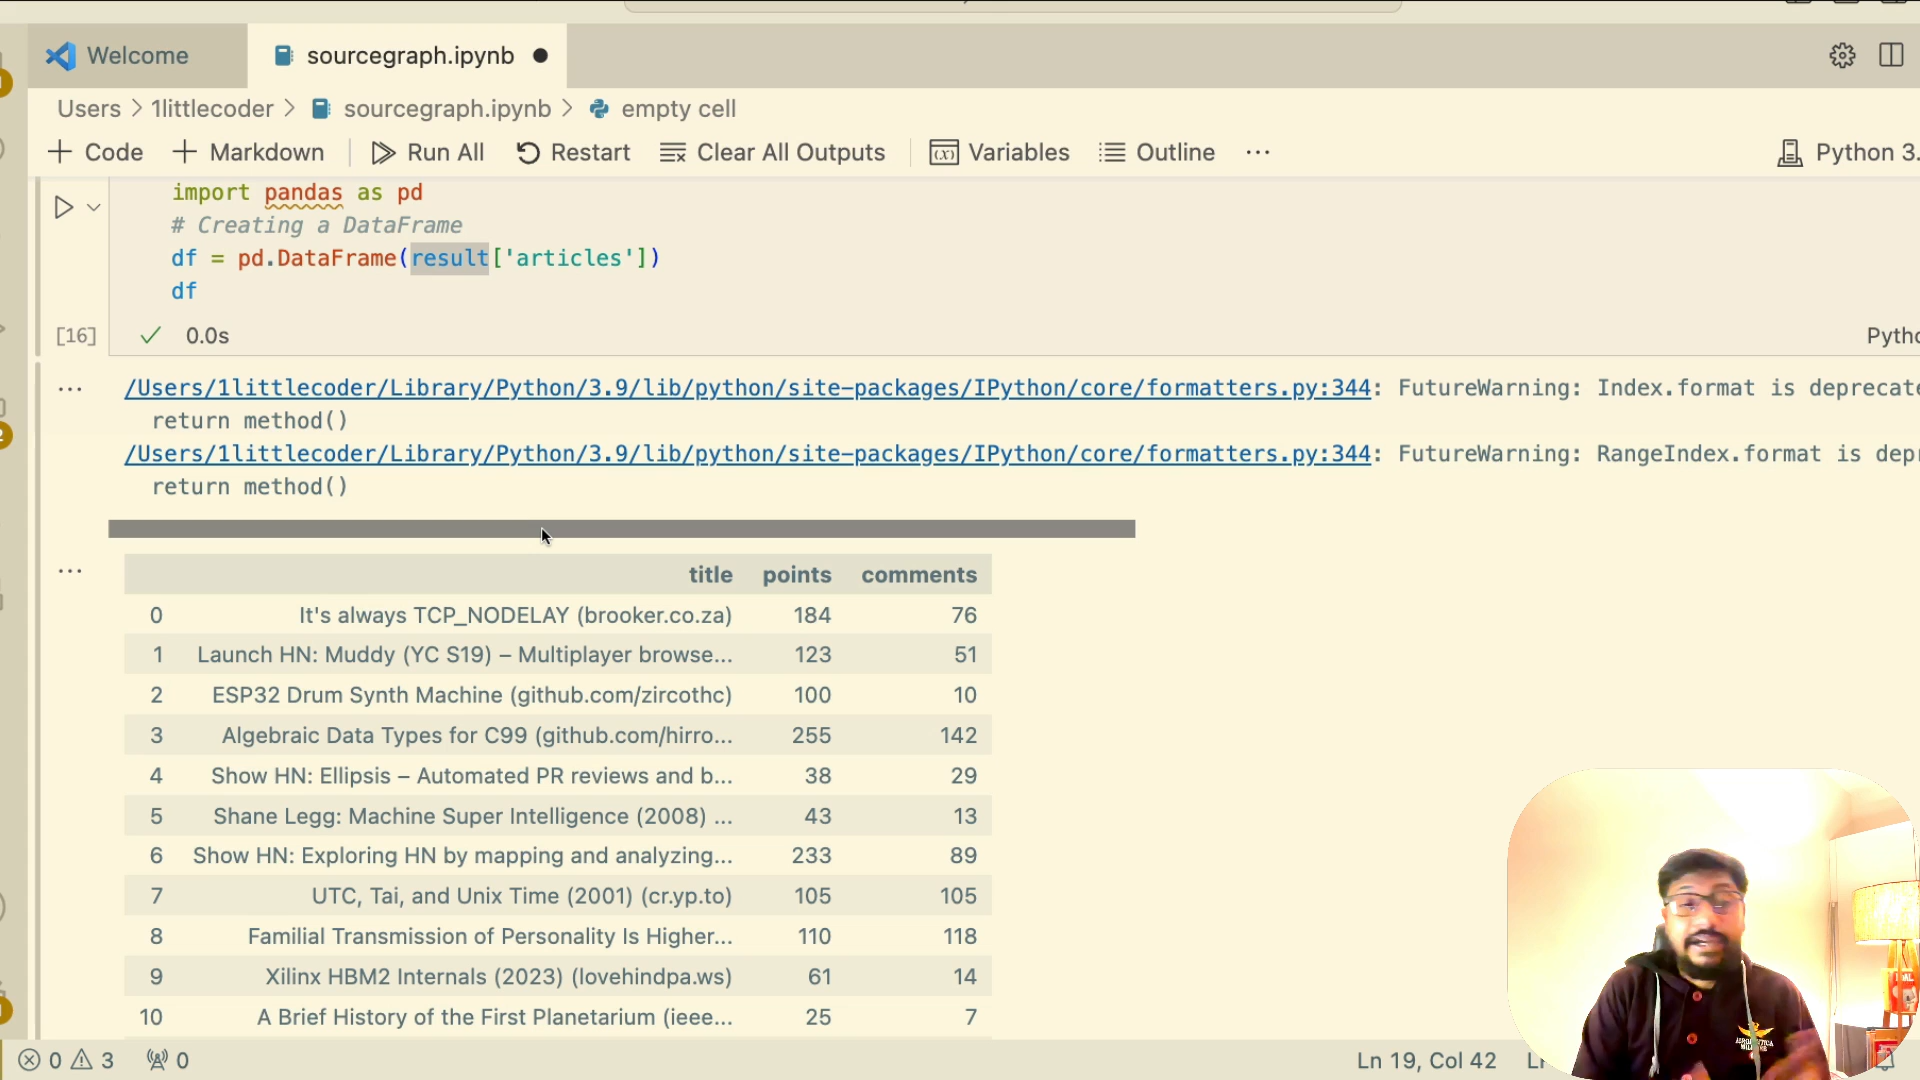 Welcome
sourcegraph.ipynb
Users > 1littlecoder > sourcegraph.ipynb > empty cell
+ Code + Markdown Run All Restart Clear All Outputs Variables Outline ... Python 3.
import pandas as pd
# Creating a DataFrame
df = pd.DataFrame(result['articles'])
df
[16] 0.0s
/Users/1littlecoder/Library/Python/3.9/lib/python/site-packages/IPython/core/formatters.py:344: FutureWarning: Index.format is
return method()
/Users/1littlecoder/Library/Python/3.9/lib/python/site-packages/IPython/core/formatters.py:344: FutureWarning: RangeIndex.format is
return method()
title points comments
0 It's always TCP_NODELAY (brooker.co.za) 184 76
1 Launch HN: Muddy (YC S19) – Multiplayer browse... 123 51
2 ESP32 Drum Synth Machine (github.com/zircothc) 100 10
3 Algebraic Data Types for C99 (github.com/hirro... 255 142
4 Show HN: Ellipsis – Automated PR reviews and b... 38 29
5 Shane Legg: Machine Super Intelligence (2008) ... 43 13
6 Show HN: Exploring HN by mapping and analyzing... 233 89
7 UTC, Tai, and Unix Time (2001) (cr.yp.to) 105 105
8 Familial Transmission of Personality Is Higher... 110 118
9 Xilinx HBM2 Internals (2023) (lovehindpa.ws) 61 14
10 A Brief History of the First Planetarium (ieee... 25 7
0 3 0
Ln 19, Col 42